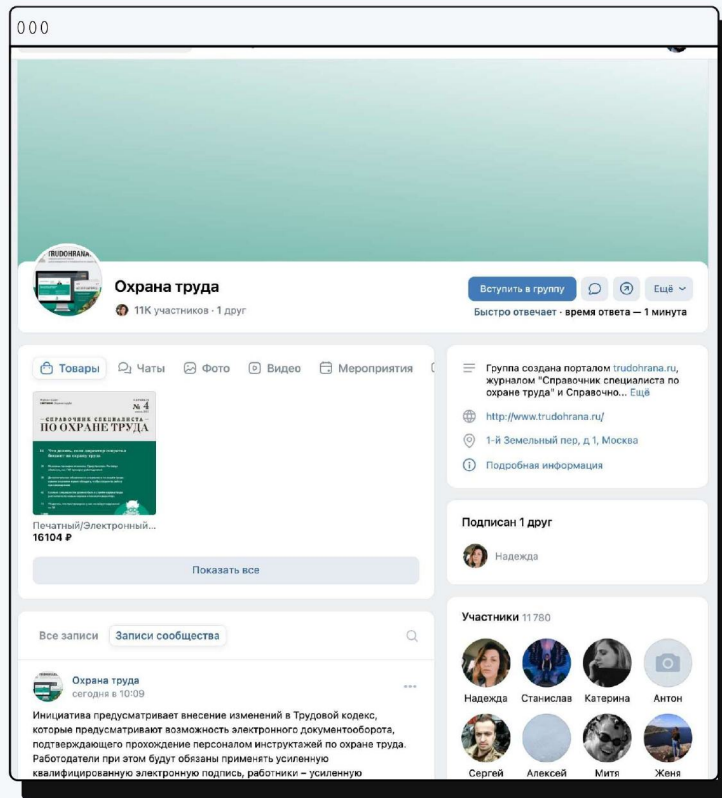 000
TRUDOHRANA
Охрана труда
11K участников · 1 друг
Вступить в группу
Ещё
Быстро отвечает · время ответа — 1 минута
Товары
Чаты
Фото
Видео
Мероприятия
№ 4
СПРАВОЧНИК СПЕЦИАЛИСТА
ПО ОХРАНЕ ТРУДА
Печатный/Электронный...
16104 ₽
Показать все
Все записи
Записи сообщества
Охрана труда
сегодня в 10:09
Инициатива предусматривает внесение изменений в Трудовой кодекс,
которые предусматривают возможность электронного документооборота,
подтверждающего прохождение персоналом инструктажей по охране труда.
Работодатели при этом будут обязаны применять усиленную
квалифицированную электронную подпись, работники – усиленную
Группа создана порталом trudohrana.ru,
журналом "Справочник специалиста по
охране труда" и Справочно... Ещё
http://www.trudohrana.ru/
1-й Земельный пер, д 1, Москва
Подробная информация
Подписан 1 друг
Надежда
Участники 11 780
Надежда
Станислав
Катерина
Антон
Сергей
Алексей
Митя
Женя